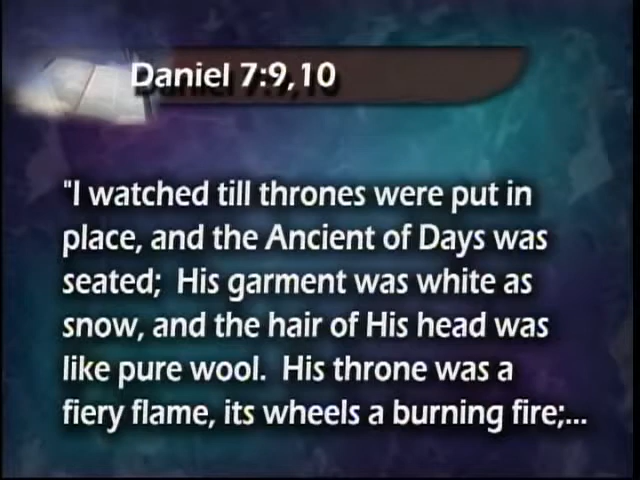 Daniel 7:9,10
"I watched till thrones were put in
place, and the Ancient of Days was
seated;  His garment was white as
snow, and the hair of His head was
like pure wool.  His throne was a
fiery flame, its wheels a burning fire;...